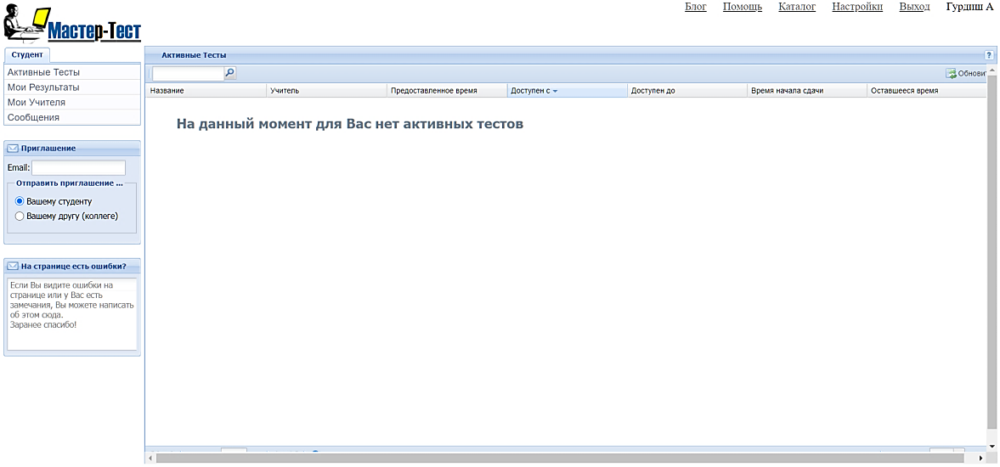 Блог Помощь Каталог Настройки Выход Гурдиш А
Мастер-Тест
Студент
Активные Тесты
Мои Результаты
Мои Учителя
Сообщения
Приглашение
Email:
Отправить приглашение ...
Вашему студенту
Вашему другу (коллеге)
На странице есть ошибки?
Если Вы видите ошибки на
странице или у Вас есть
замечания, Вы можете написать
об этом сюда.
Заранее спасибо!
Активные Тесты
?
Обновит
Название Учитель Предоставленное время Доступен с Доступен до Время начала сдачи Оставшееся время
На данный момент для Вас нет активных тестов